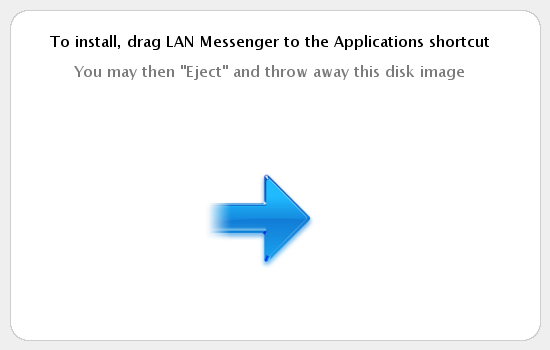 To install, drag LAN Messenger to the Applications shortcut
You may then "Eject" and throw away this disk image